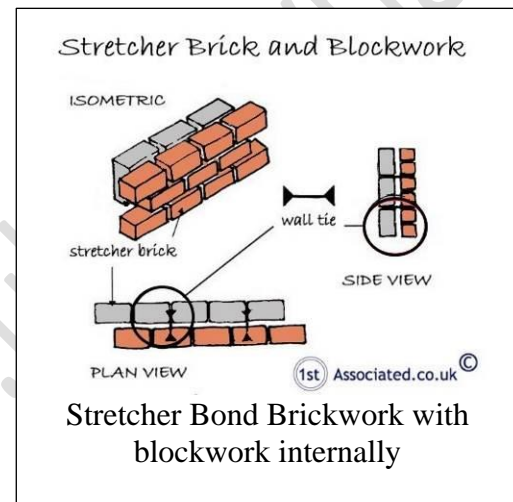 Stretcher Brick and Blockwork
ISOMETRIC
wall tie
stretcher brick
SIDE VIEW
PLAN VIEW
1st Associated.co.uk ©
Stretcher Bond Brickwork with
blockwork internally